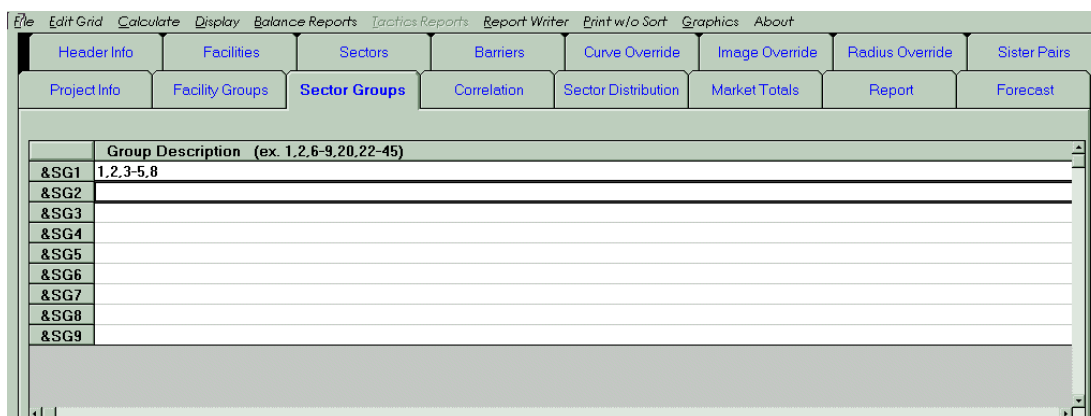 File Edit Grid Calculate Display Balance Reports Tactics Reports Report Writer Print w/o Sort Graphics About
Header Info Facilities Sectors Barriers Curve Override Image Override Radius Override Sister Pairs
Project Info Facility Groups Sector Groups Correlation Sector Distribution Market Totals Report Forecast
Group Description (ex. 1,2,6-9,20,22-45)
&SG1 1,2,3-5,8
&SG2
&SG3
&SG4
&SG5
&SG6
&SG7
&SG8
&SG9